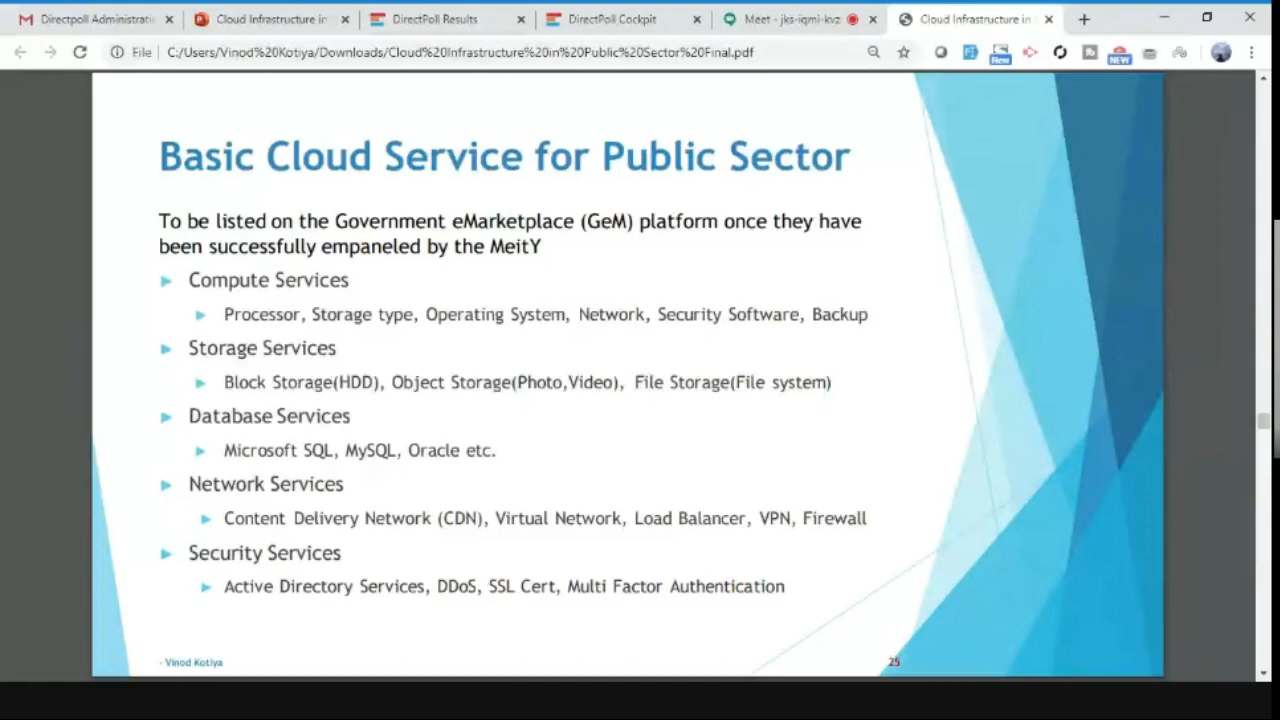 Directpoll Administrati
Cloud Infrastructure in
DirectPoll Results
DirectPoll Cockpit
Meet - jks-iqmi-kvz
Cloud Infrastructure in
File
C:/Users/Vinod%20Kotiya/Downloads/Cloud%20Infrastructure%20in%20Public%20Sector%20Final.pdf
New
NEW
Basic Cloud Service for Public Sector
To be listed on the Government eMarketplace (GeM) platform once they have
been successfully empaneled by the MeitY
Compute Services
Processor, Storage type, Operating System, Network, Security Software, Backup
Storage Services
Block Storage(HDD), Object Storage(Photo,Video), File Storage(File system)
Database Services
Microsoft SQL, MySQL, Oracle etc.
Network Services
Content Delivery Network (CDN), Virtual Network, Load Balancer, VPN, Firewall
Security Services
Active Directory Services, DDoS, SSL Cert, Multi Factor Authentication
- Vinod Kotiya
25